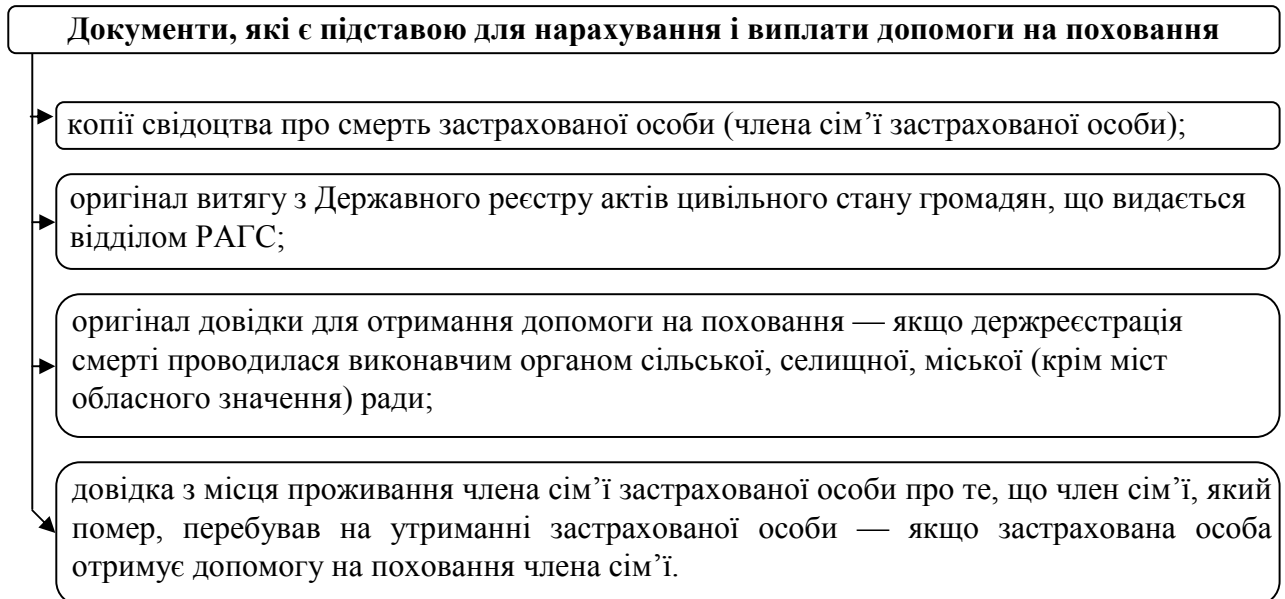 Документи, які є підставою для нарахування і виплати допомоги на поховання
копії свідоцтва про смерть застрахованої особи (члена сім’ї застрахованої особи);
оригінал витягу з Державного реєстру актів цивільного стану громадян, що видається
відділом РАГС;
оригінал довідки для отримання допомоги на поховання — якщо держреєстрація
смерті проводилася виконавчим органом сільської, селищної, міської (крім міст
обласного значення) ради;
довідка з місця проживання члена сім’ї застрахованої особи про те, що член сім’ї, який
помер, перебував на утриманні застрахованої особи — якщо застрахована особа
отримує допомогу на поховання члена сім’ї.